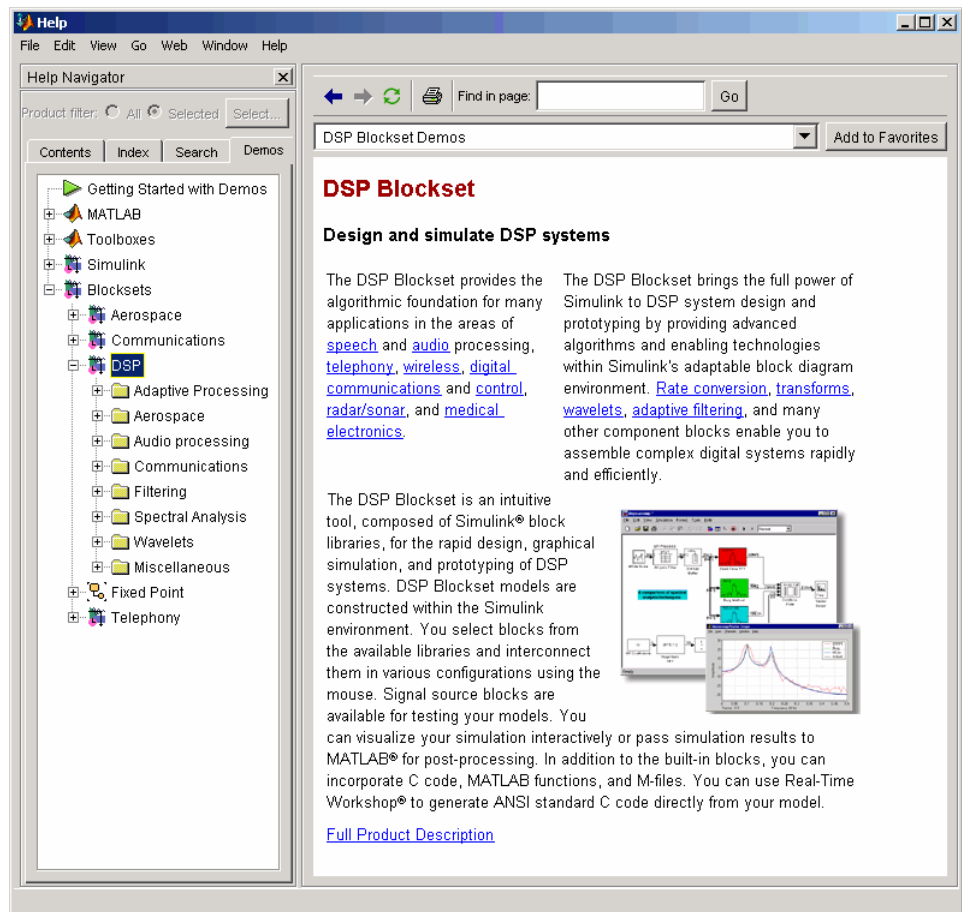 Help
File Edit View Go Web Window Help
Help Navigator
Product filter: All Selected Select...
Contents Index Search Demos
Getting Started with Demos
MATLAB
Toolboxes
Simulink
Blocksets
Aerospace
Communications
DSP
Adaptive Processing
Aerospace
Audio processing
Communications
Filtering
Spectral Analysis
Wavelets
Miscellaneous
Fixed Point
Telephony
Find in page: Go
DSP Blockset Demos Add to Favorites
DSP Blockset
Design and simulate DSP systems
The DSP Blockset provides the
algorithmic foundation for many
applications in the areas of
speech and audio processing,
telephony, wireless, digital
communications and control,
radar/sonar, and medical
electronics.
The DSP Blockset brings the full power of
Simulink to DSP system design and
prototyping by providing advanced
algorithms and enabling technologies
within Simulink's adaptable block diagram
environment. Rate conversion, transforms,
wavelets, adaptive filtering, and many
other component blocks enable you to
assemble complex digital systems rapidly
and efficiently.
The DSP Blockset is an intuitive
tool, composed of Simulink® block
libraries, for the rapid design, graphical
simulation, and prototyping of DSP
systems. DSP Blockset models are
constructed within the Simulink
environment. You select blocks from
the available libraries and interconnect
them in various configurations using the
mouse. Signal source blocks are
available for testing your models. You
can visualize your simulation interactively or pass simulation results to
MATLAB® for post-processing. In addition to the built-in blocks, you can
incorporate C code, MATLAB functions, and M-files. You can use Real-Time
Workshop® to generate ANSI standard C code directly from your model.
Full Product Description